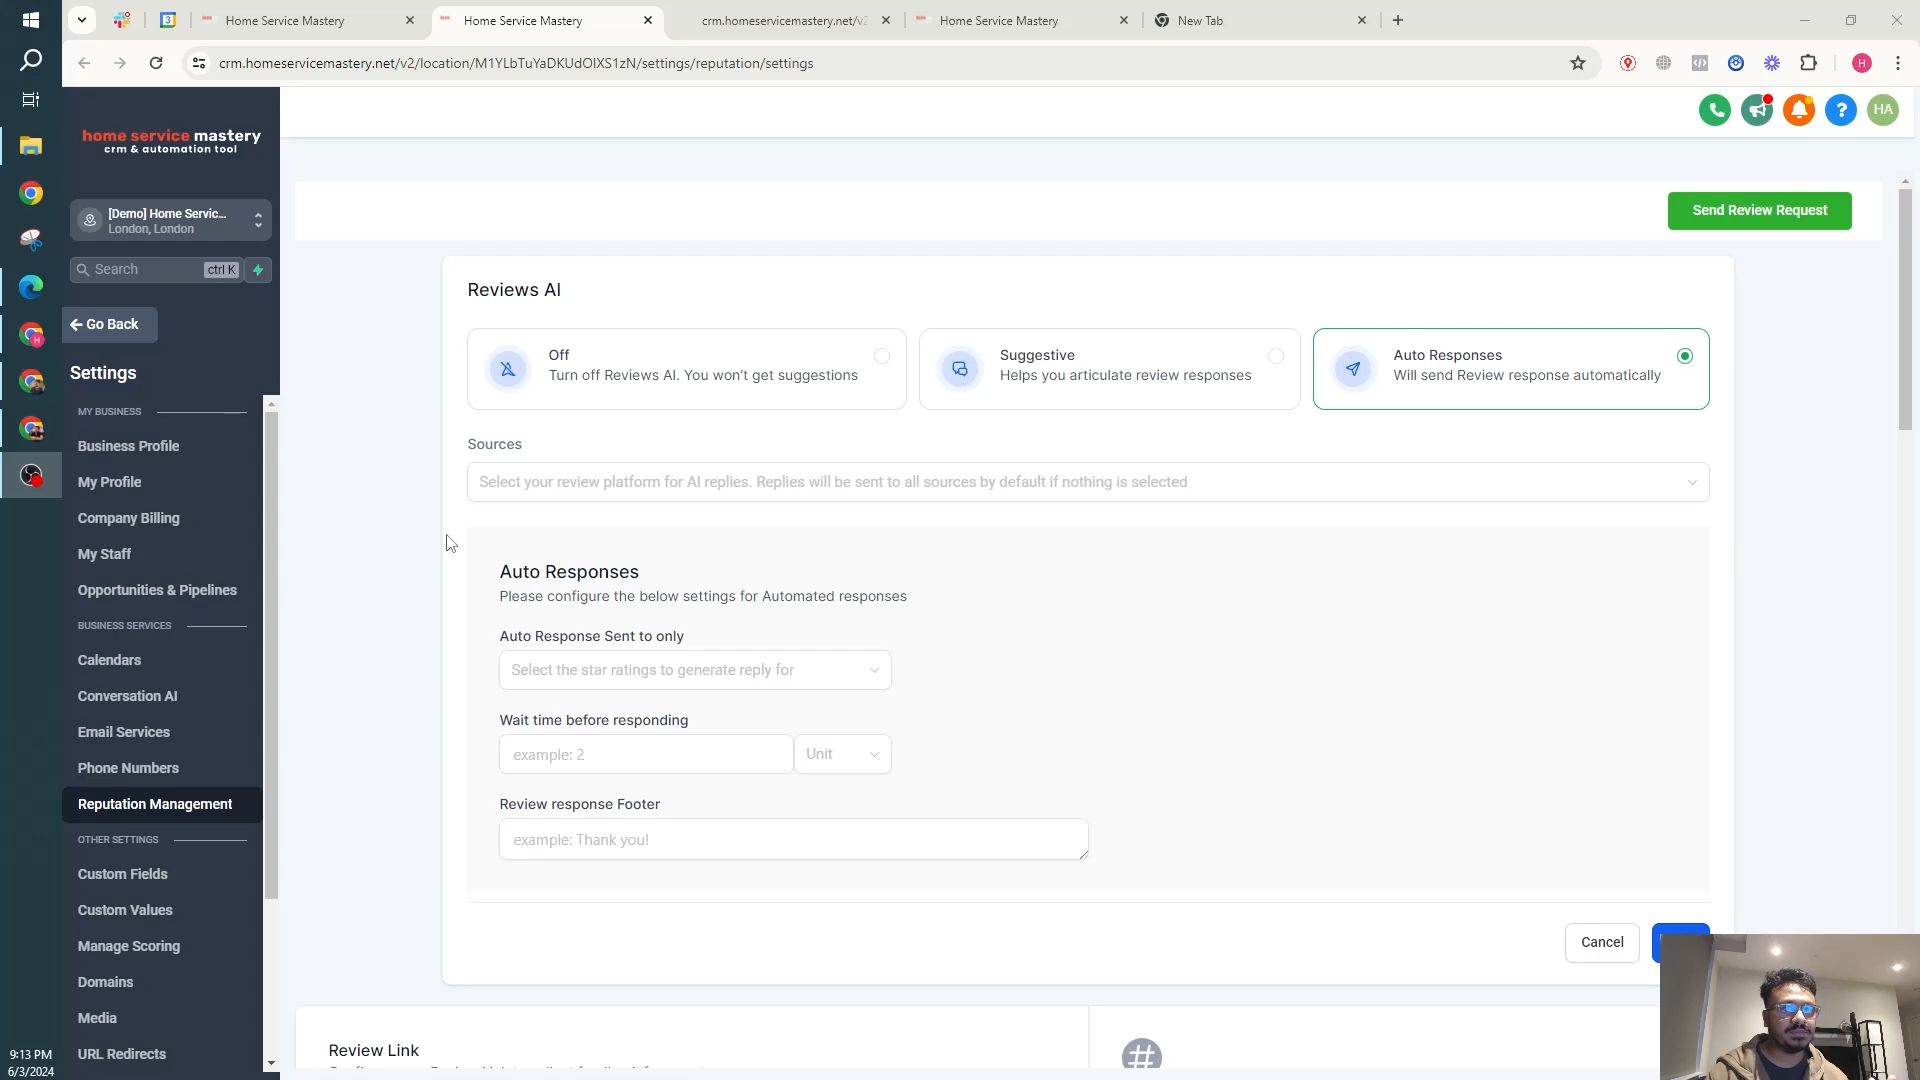 3
Home Service Mastery
Home Service Mastery
crm.homeservicemastery.net/v2
Home Service Mastery
New Tab
crm.homeservicemastery.net/v2/location/M1YLbTuYaDKUdOIXS1zN/settings/reputation/settings
H
home service mastery
crm & automation tool
?
HA
[Demo] Home Servic...
London, London
Search
ctrl K
Go Back
Settings
MY BUSINESS
Business Profile
My Profile
Company Billing
My Staff
Opportunities & Pipelines
BUSINESS SERVICES
Calendars
Conversation AI
Email Services
Phone Numbers
Reputation Management
OTHER SETTINGS
Custom Fields
Custom Values
Manage Scoring
Domains
Media
URL Redirects
Send Review Request
Reviews AI
Off
Turn off Reviews AI. You won't get suggestions
Suggestive
Helps you articulate review responses
Auto Responses
Will send Review response automatically
Sources
Select your review platform for AI replies. Replies will be sent to all sources by default if nothing is selected
Auto Responses
Please configure the below settings for Automated responses
Auto Response Sent to only
Select the star ratings to generate reply for
Wait time before responding
example: 2
Unit
Review response Footer
example: Thank you!
Cancel
Review Link
#
9:13 PM
6/3/2024